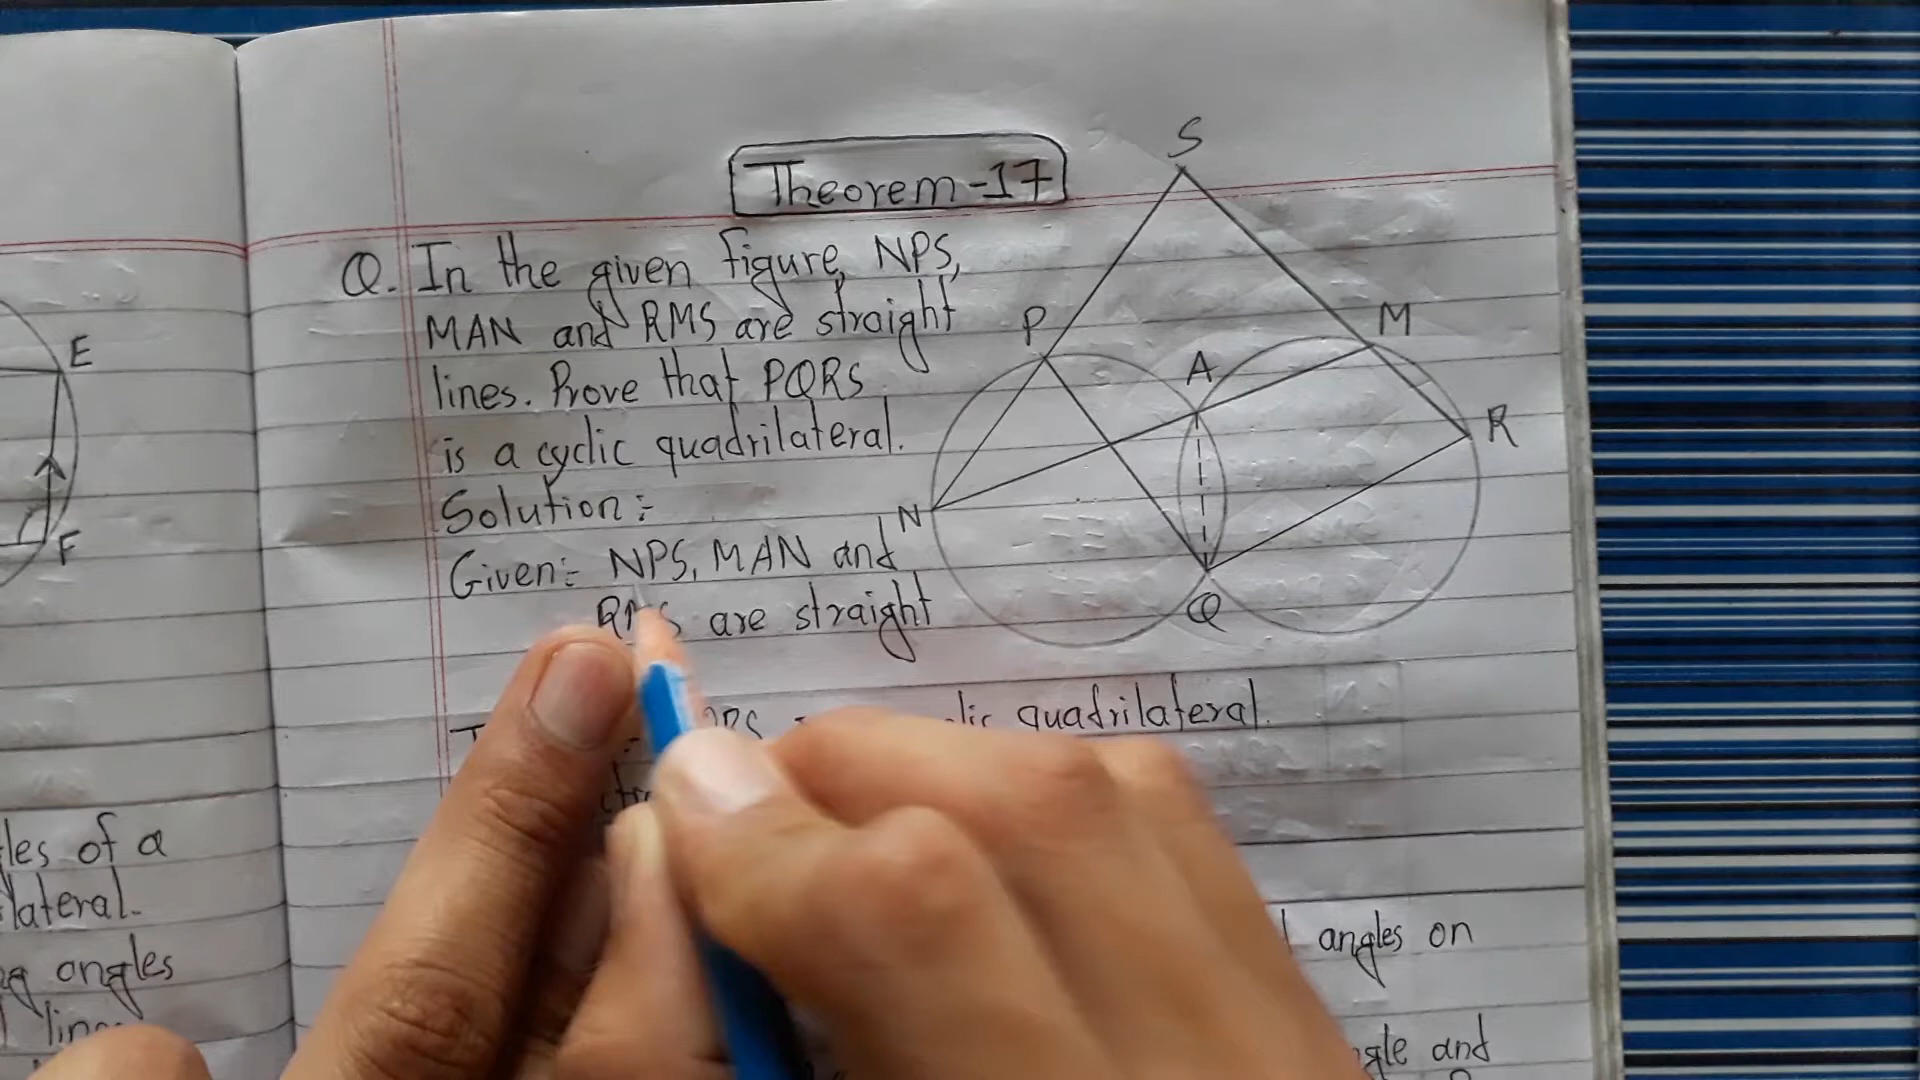 Theorem-17
Q. In the given figure, NPS,
MAN and RMS are straight
lines. Prove that PQRS
is a cyclic quadrilateral.
Solution:-
Given:- NPS, MAN and
RMS are straight
quadrilateral.
S
P
M
A
R
N
Q
E
F
les of a
lateral.
angles
angles on
and